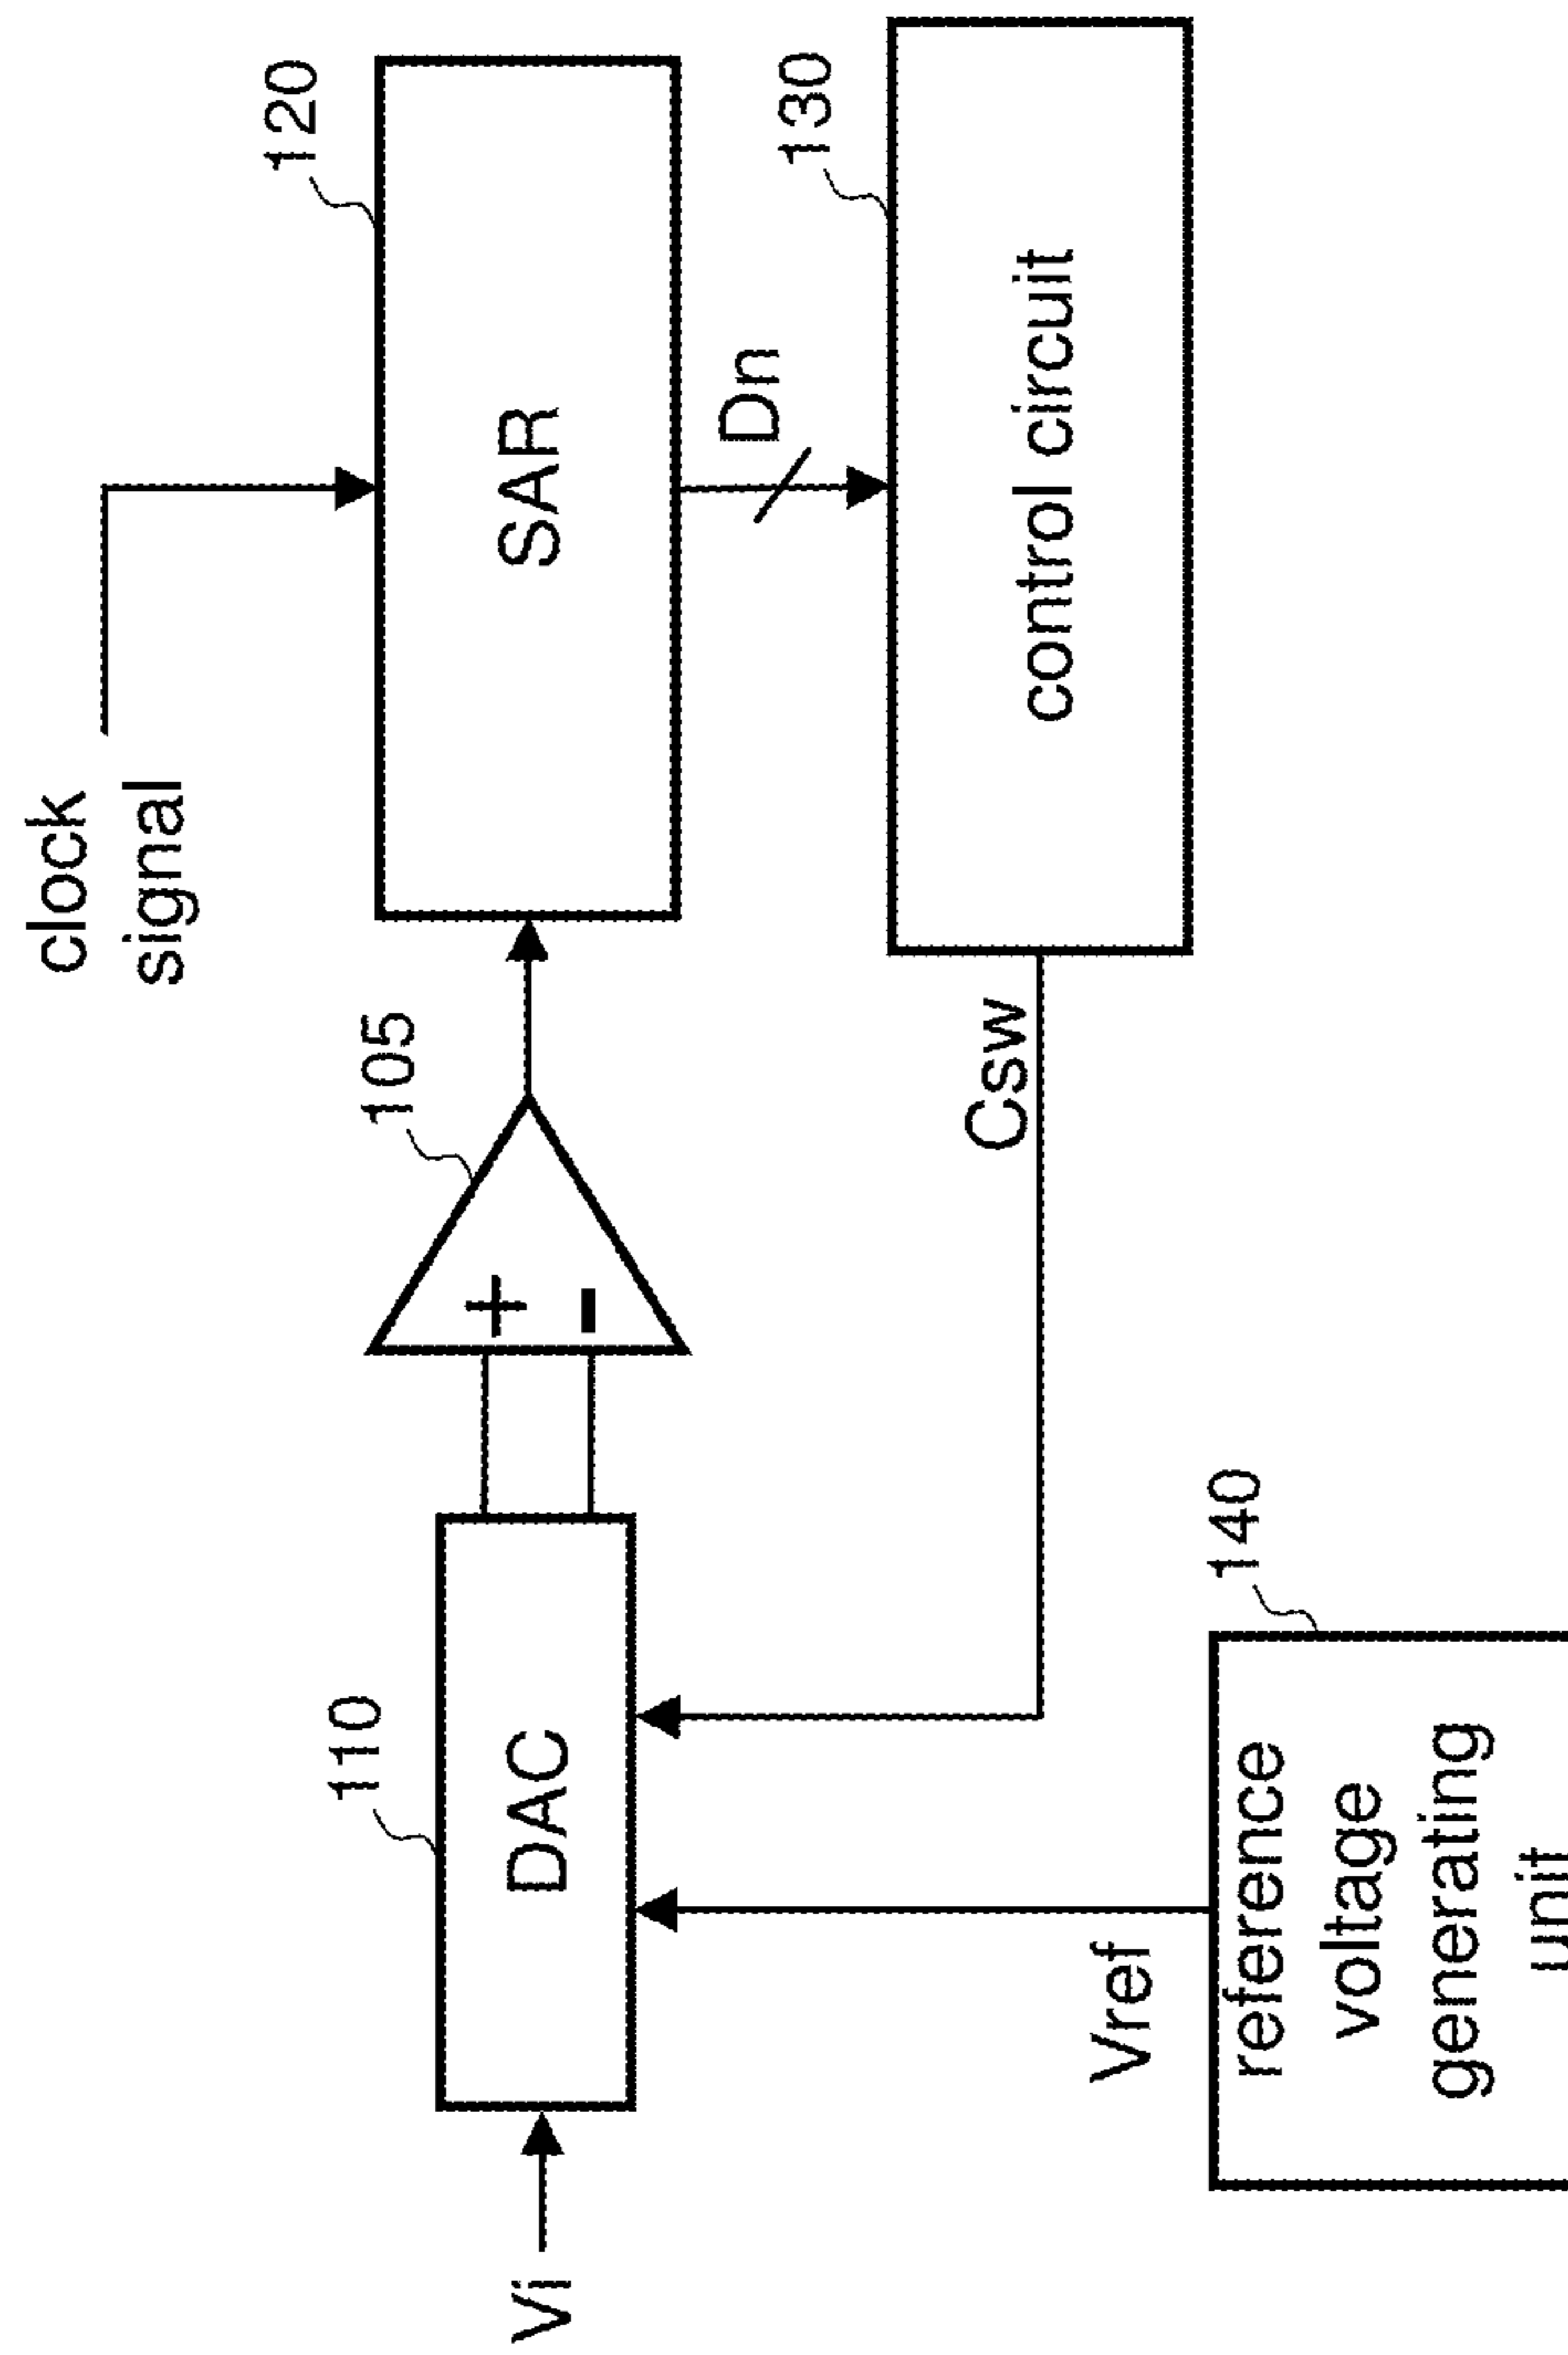 clock
signal
120
SAR
105
+
-
110
DAC
Vi
Dn
130
control circuit
Csw
Vref
140
reference
voltage
generating
unit